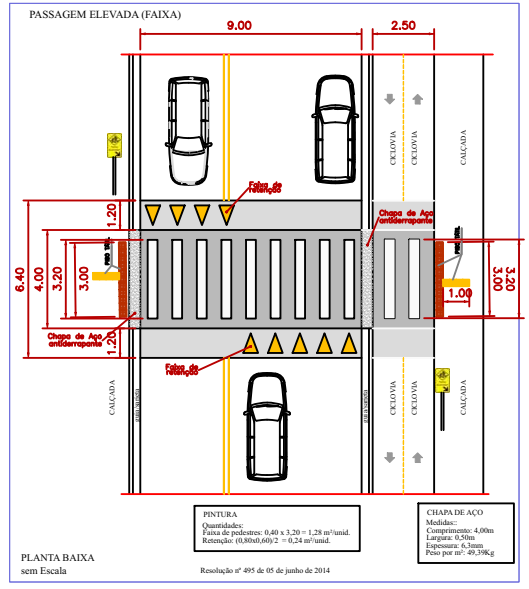 PASSAGEM ELEVADA (FAIXA)
9.00
2.50
CICLOVIA
CICLOVIA
CALÇADA
Faixa de
retenção
Chapa de Aço
antiderrapante
1.20
6.40
4.00
3.20
3.00
PISO TÁTIL
PISO TÁTIL
1.00
3.00
3.20
Chapa de Aço
antiderrapante
1.20
Faixa de
retenção
CALÇADA
CICLOVIA
CICLOVIA
CALÇADA
PINTURA
Quantidades:
Faixa de pedestres: 0,40 x 3,20 = 1,28 m²/unid.
Retenção: (0,80x0,60)/2 = 0,24 m²/unid.
CHAPA DE AÇO
Medidas::
Comprimento: 4,00m
Largura: 0,50m
Espessura: 6,3mm
Peso por m²: 49,39Kg
PLANTA BAIXA
sem Escala
Resolução nº 495 de 05 de junho de 2014